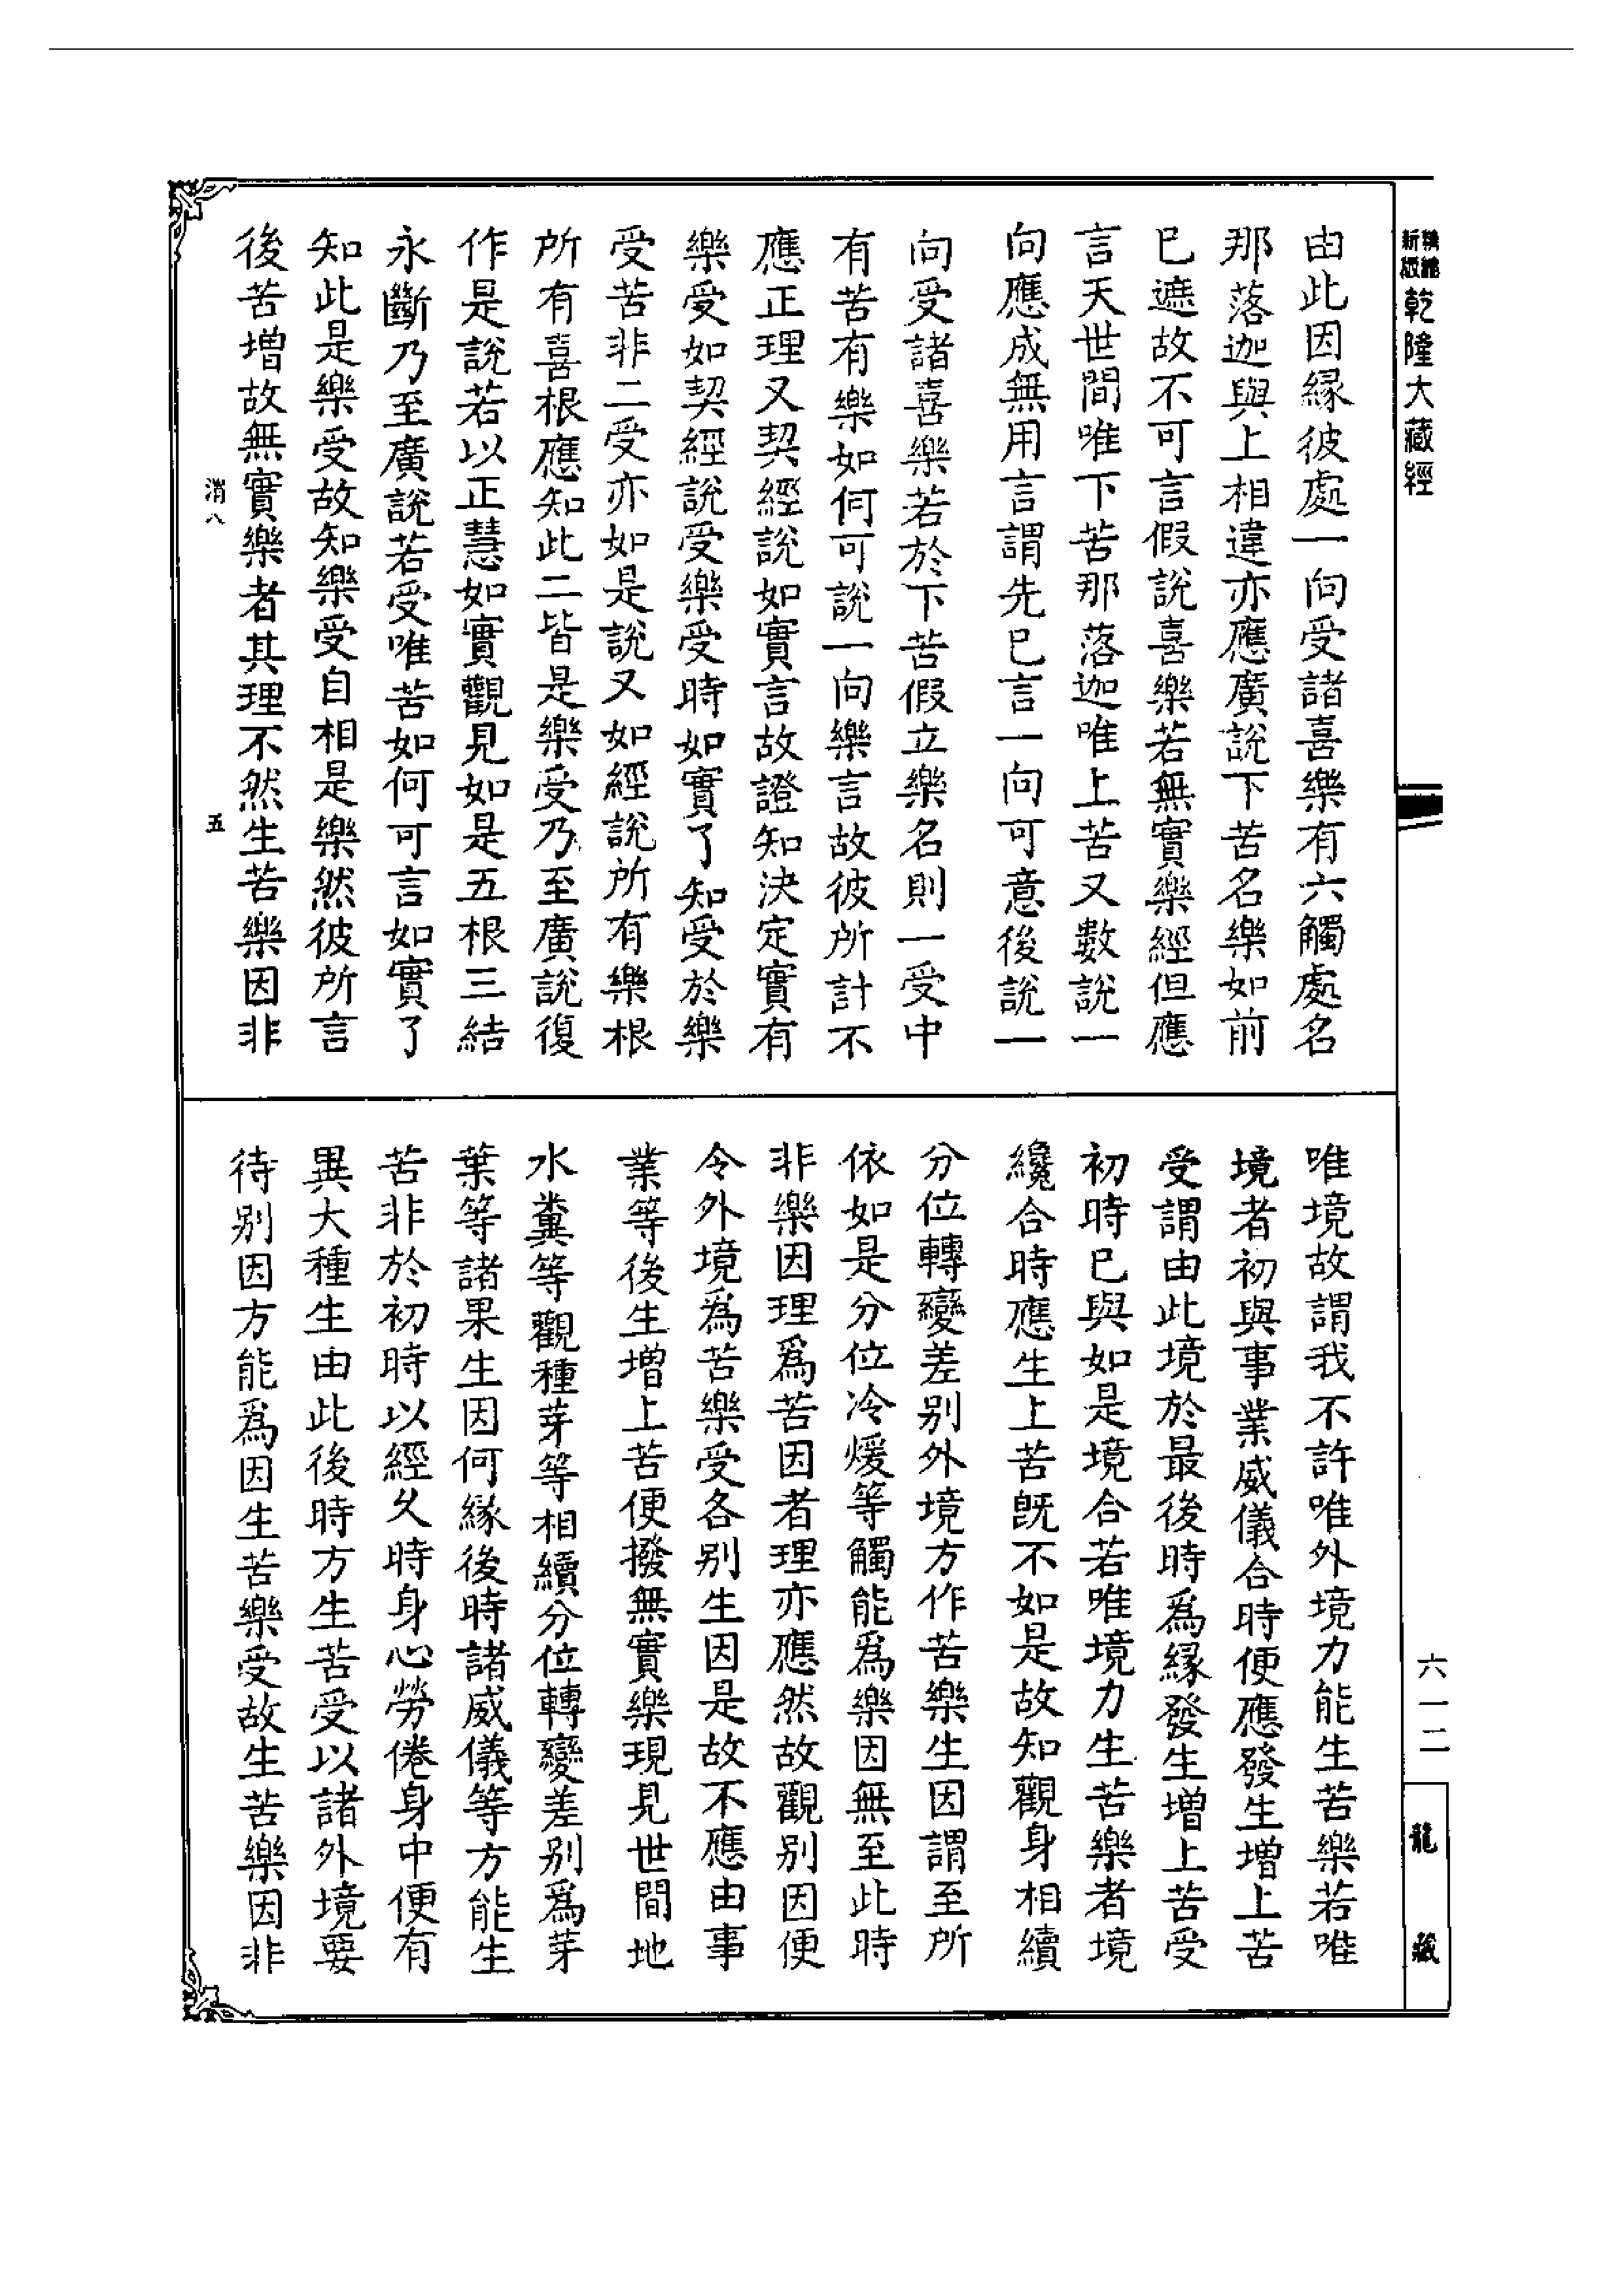 新編縮版 乾隆大藏經
由此因縁彼處一向受諸喜樂有六觸處名
那落迦與上相違亦應廣說下苦名樂如前
已遮故不可言假說喜樂若無實樂經但應
言天世間唯下苦那落迦唯上苦又數說一
向應成無用言謂先已言一向可意後說一
向受諸喜樂若於下苦假立樂名則一受中
有苦有樂如何可說一向樂言故彼所計不
應正理又契經說如實言故證知決定實有
樂受如契經說受樂受時如實了知受於樂
受苦非二受亦如是說又如經說所有樂根
所有喜根應知此二皆是樂受乃至廣說復
作是說若以正慧如實觀見如是五根三結
永斷乃至廣說若受唯苦如何可言如實了
知此是樂受故知樂受自相是樂然彼所言
後苦增故無實樂者其理不然生苦樂因非
渭八 五
唯境故謂我不許唯外境力能生苦樂若唯
境者初與事業威儀合時便應發生增上苦
受謂由此境於最後時爲縁發生增上苦受
初時已與如是境合若唯境力生苦樂者境
纔合時應生上苦旣不如是故知觀身相續
分位轉變差别外境方作苦樂生因謂至所
依如是分位冷煖等觸能爲樂因無至此時
非樂因理爲苦因者理亦應然故觀别因便
令外境爲苦樂受各别生因是故不應由事
業等後生增上苦便撥無實樂現見世間地
水糞等觀種芽等相續分位轉變差别爲芽
葉等諸果生因何緣後時諸威儀等方能生
苦非於初時以經久時身心勞倦身中便有
異大種生由此後時方生苦受以諸外境要
待别因方能爲因生苦樂受故生苦樂因非
六一二
龍藏